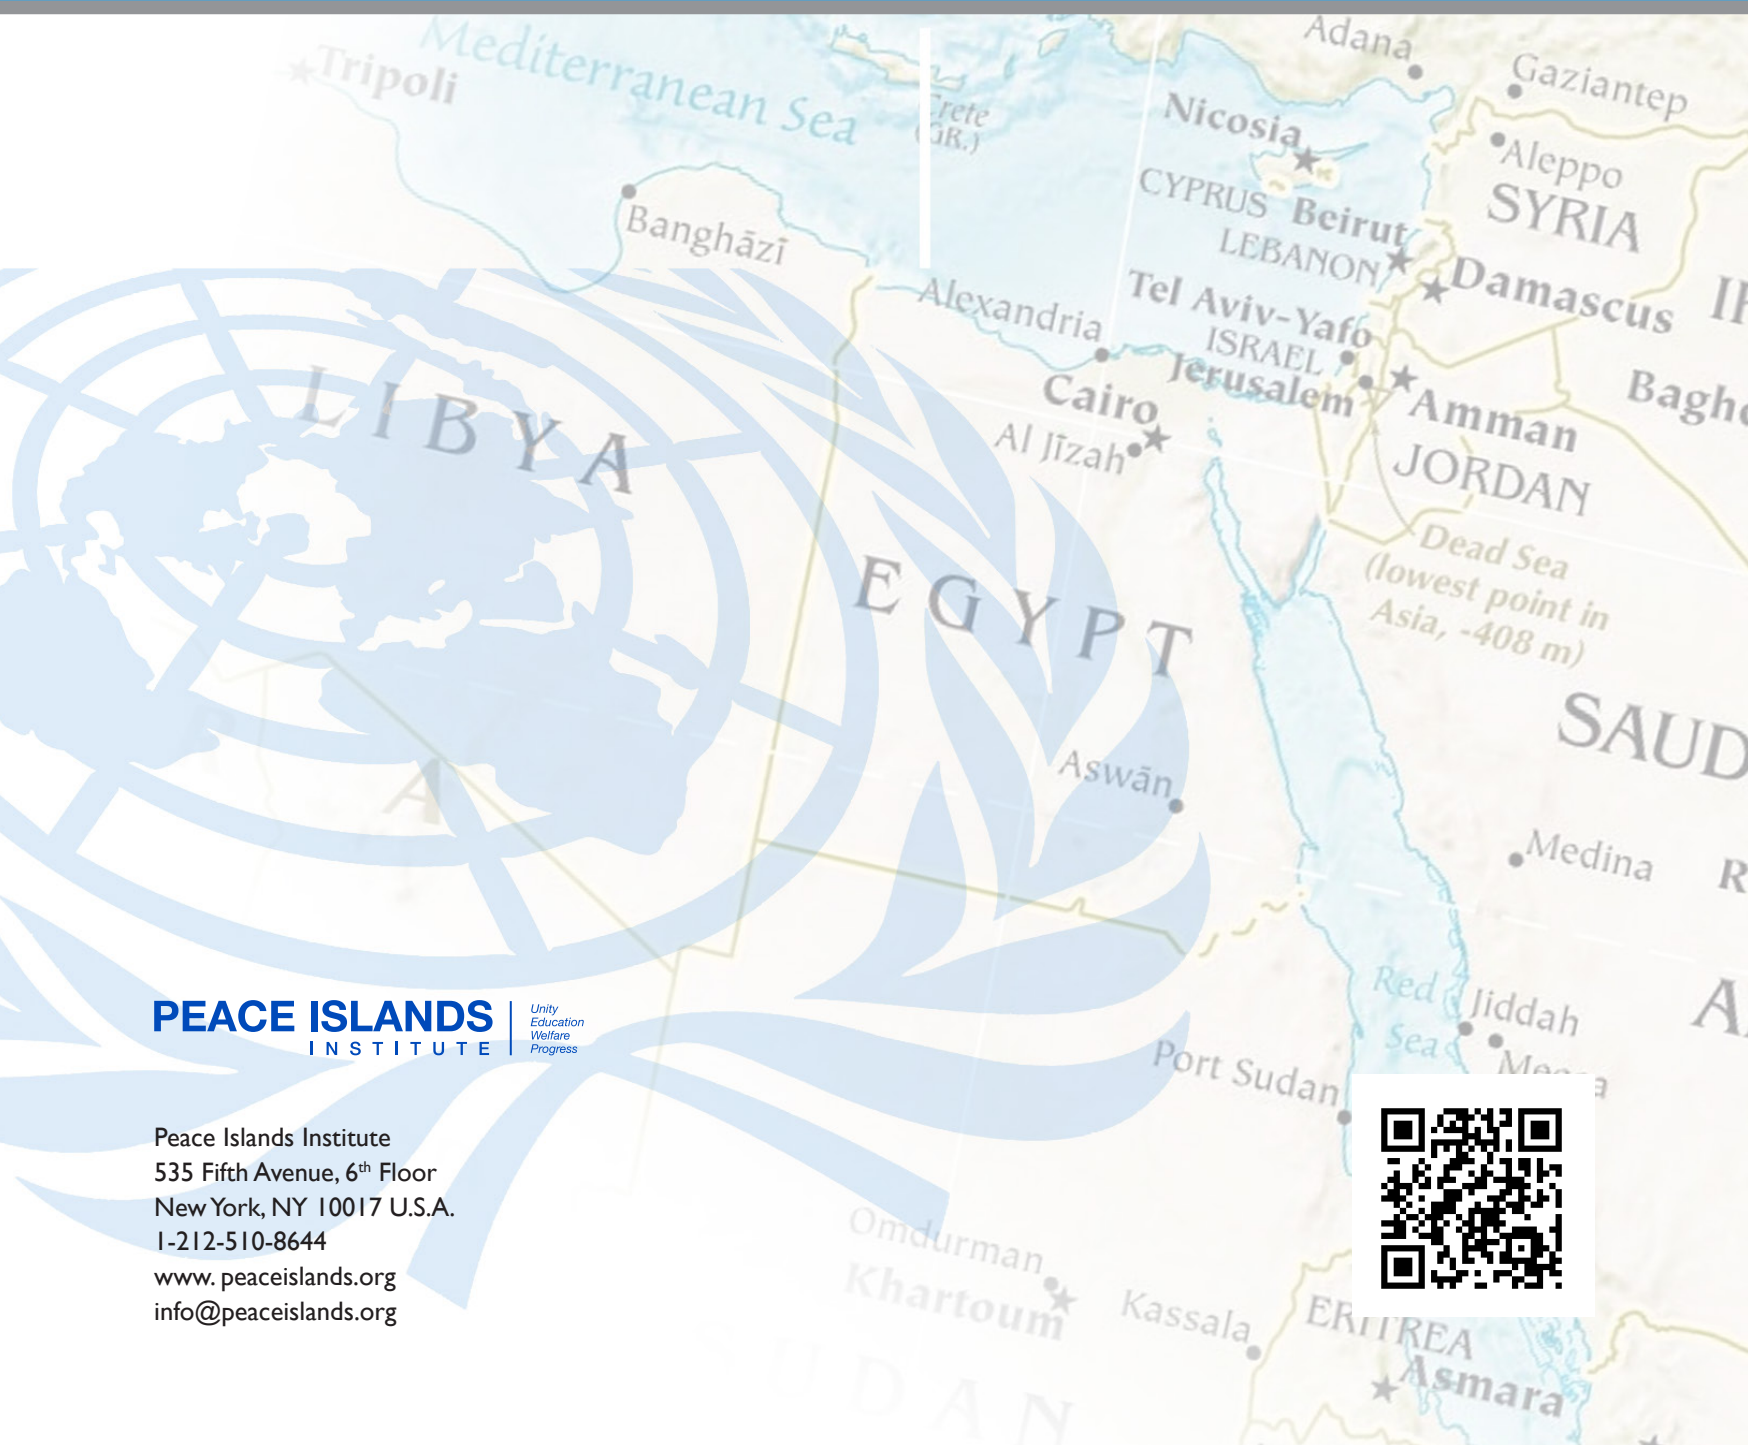 Mediterranean Sea
Tripoli
Adana
Gaziantep
Crete
(GR.)
Nicosia
Aleppo
CYPRUS
SYRIA
Banghāzī
Beirut
LEBANON
Damascus
Alexandria
Tel Aviv-Yafo
ISRAEL
Jerusalem
LIBYA
Cairo
Al Jīzah
Amman
JORDAN
Dead Sea
(lowest point in
Asia, -408 m)
EGYPT
SAUD
Aswān
Medina
Red
Sea
Jiddah
Port Sudan
PEACE ISLANDS
INSTITUTE
Unity
Education
Welfare
Progress
Peace Islands Institute
535 Fifth Avenue, 6th Floor
New York, NY 10017 U.S.A.
1-212-510-8644
www. peaceislands.org
info@peaceislands.org
Omdurman
Khartoum
Kassala
ERITREA
Asmara
SUDAN